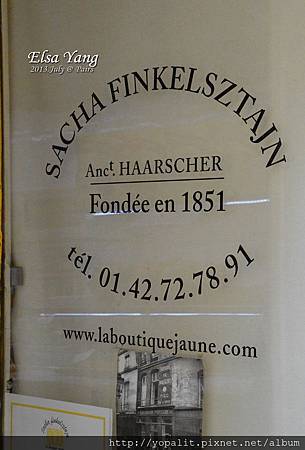 Elsa Yang
2013 July @ Pairs
SACHA FINKELSZTAJN
Anct. HAARSCHER
Fondée en 1851
tél. 01.42.72.78.91
www.laboutiquejaune.com
http://yopalit.pixnet.net/album